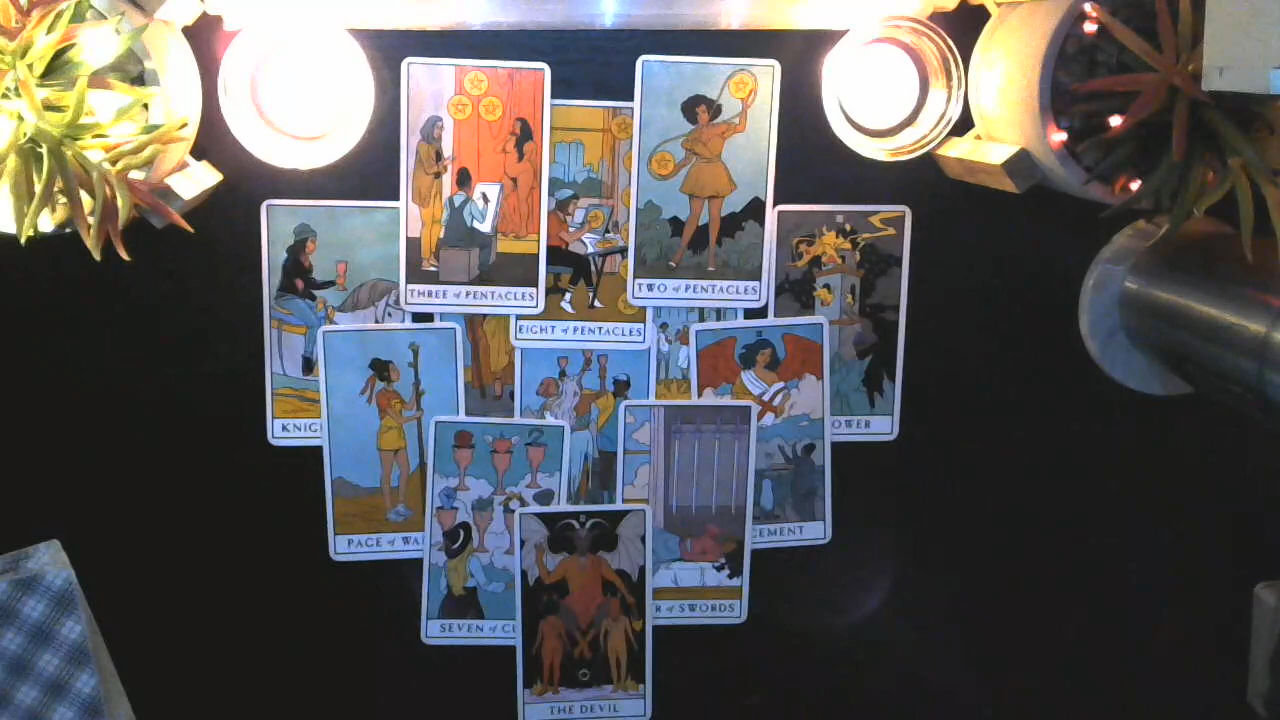 THREE of PENTACLES
TWO of PENTACLES
EIGHT of PENTACLES
KNIG
OWER
PAGE of WA
EMENT
SEVEN of CU
R of SWORDS
THE DEVIL